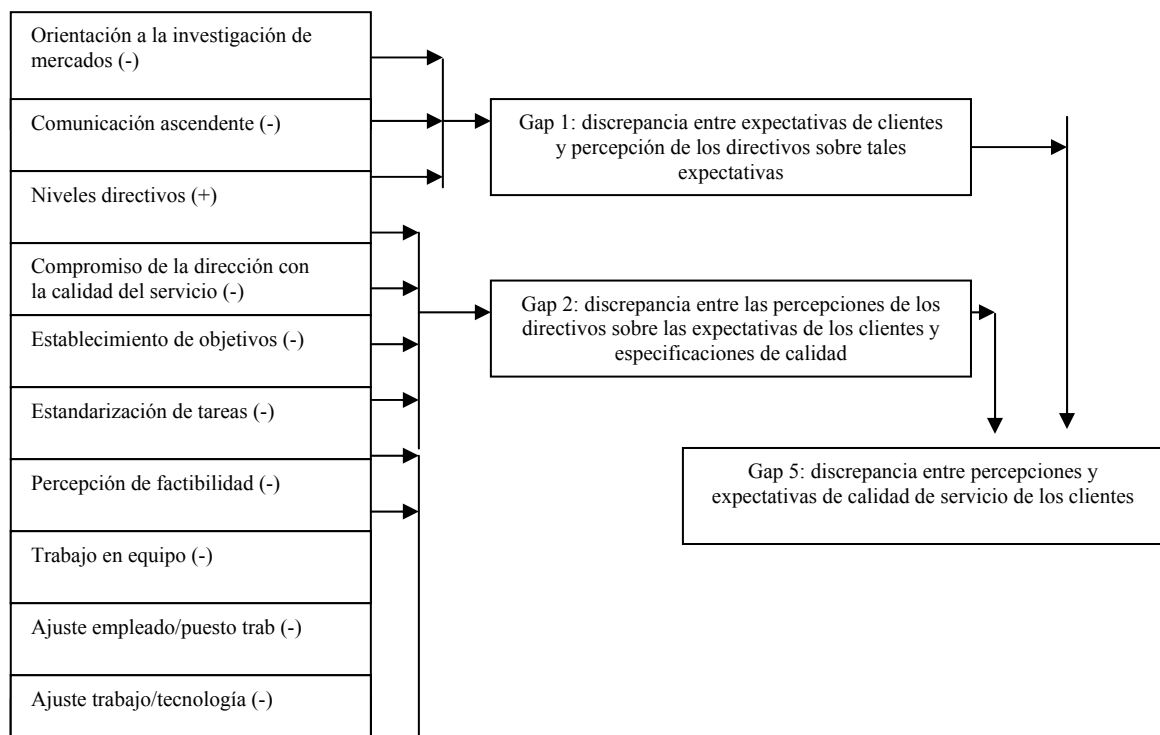 Orientación a la investigación de
mercados (-)
Comunicación ascendente (-)
Niveles directivos (+)
Compromiso de la dirección con
la calidad del servicio (-)
Establecimiento de objetivos (-)
Estandarización de tareas (-)
Percepción de factibilidad (-)
Trabajo en equipo (-)
Ajuste empleado/puesto trab (-)
Ajuste trabajo/tecnología (-)
Gap 1: discrepancia entre expectativas de clientes
y percepción de los directivos sobre tales
expectativas
Gap 2: discrepancia entre las percepciones de los
directivos sobre las expectativas de los clientes y
especificaciones de calidad
Gap 5: discrepancia entre percepciones y
expectativas de calidad de servicio de los clientes